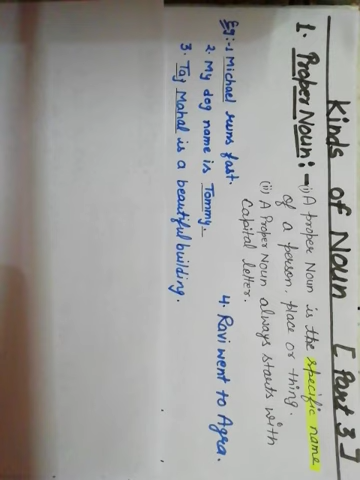 Kinds of Noun [Part 3]
1. Proper Noun:- (i) A proper Noun is the specific name
of a person, place or thing.
(ii) A Proper Noun always starts with
Capital letter.
Eg:- 1 Michael runs fast.
2. My dog name is Tommy.
3. Taj Mahal is a beautiful building.
4. Ravi went to Agra.